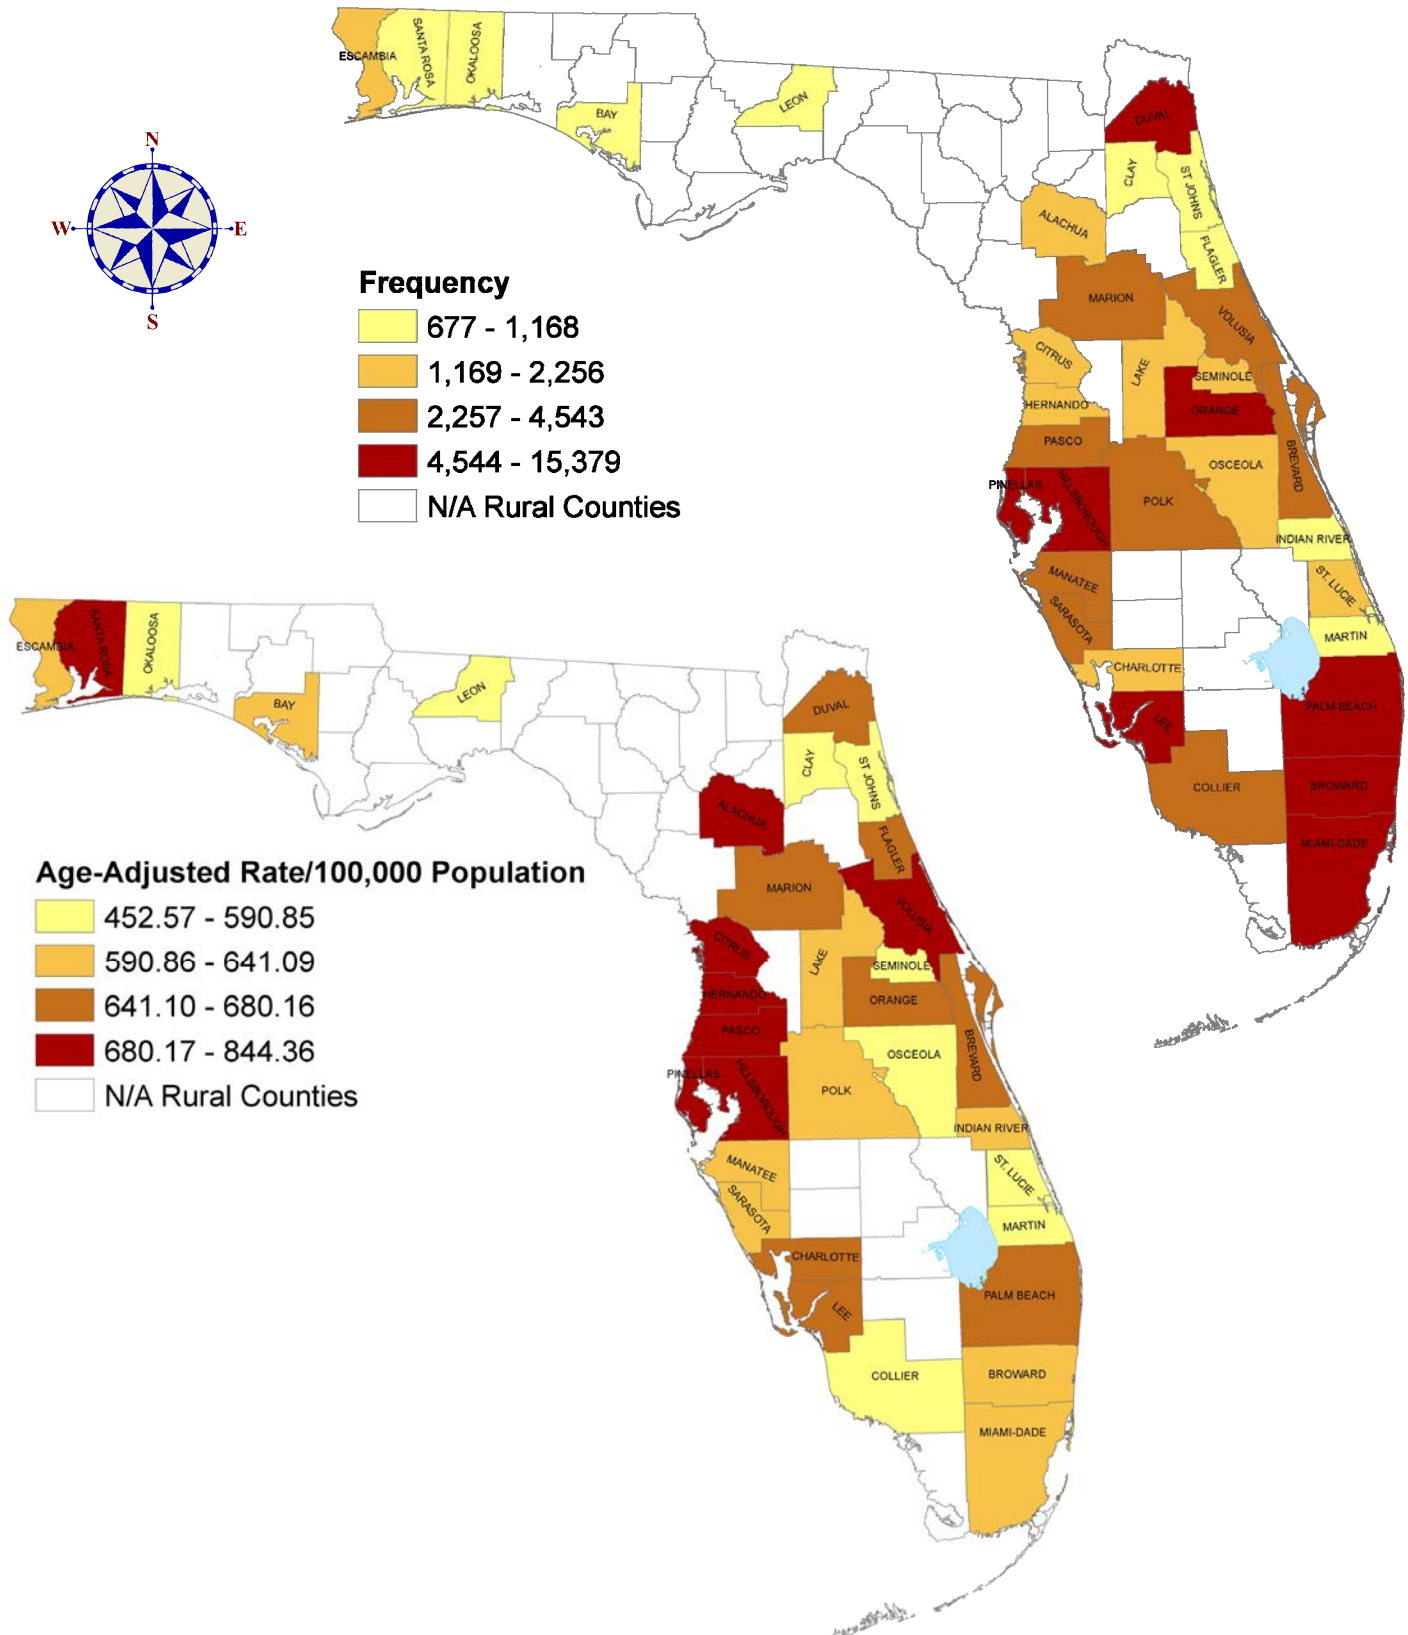 ESCAMBIA
SANTA ROSA
OKALOOSA
BAY
LEON
DUVAL
CLAY
ST JOHNS
ALACHUA
FLAGLER
MARION
VOLUSIA
CITRUS
LAKE
SEMINOLE
HERNANDO
ORANGE
PASCO
OSCEOLA
BREVARD
PINELLAS
HILLSBOROUGH
POLK
INDIAN RIVER
MANATEE
ST. LUCIE
SARASOTA
MARTIN
CHARLOTTE
PALM BEACH
LEE
COLLIER
BROWARD
MIAMI-DADE
N
W
E
S
Frequency
677 - 1,168
1,169 - 2,256
2,257 - 4,543
4,544 - 15,379
N/A Rural Counties
ESCAMBIA
SANTA ROSA
OKALOOSA
BAY
LEON
DUVAL
CLAY
ST JOHNS
ALACHUA
FLAGLER
MARION
VOLUSIA
CITRUS
LAKE
SEMINOLE
HERNANDO
ORANGE
PASCO
OSCEOLA
BREVARD
PINELLAS
HILLSBOROUGH
POLK
INDIAN RIVER
MANATEE
ST. LUCIE
SARASOTA
MARTIN
CHARLOTTE
PALM BEACH
LEE
COLLIER
BROWARD
MIAMI-DADE
Age-Adjusted Rate/100,000 Population
452.57 - 590.85
590.86 - 641.09
641.10 - 680.16
680.17 - 844.36
N/A Rural Counties